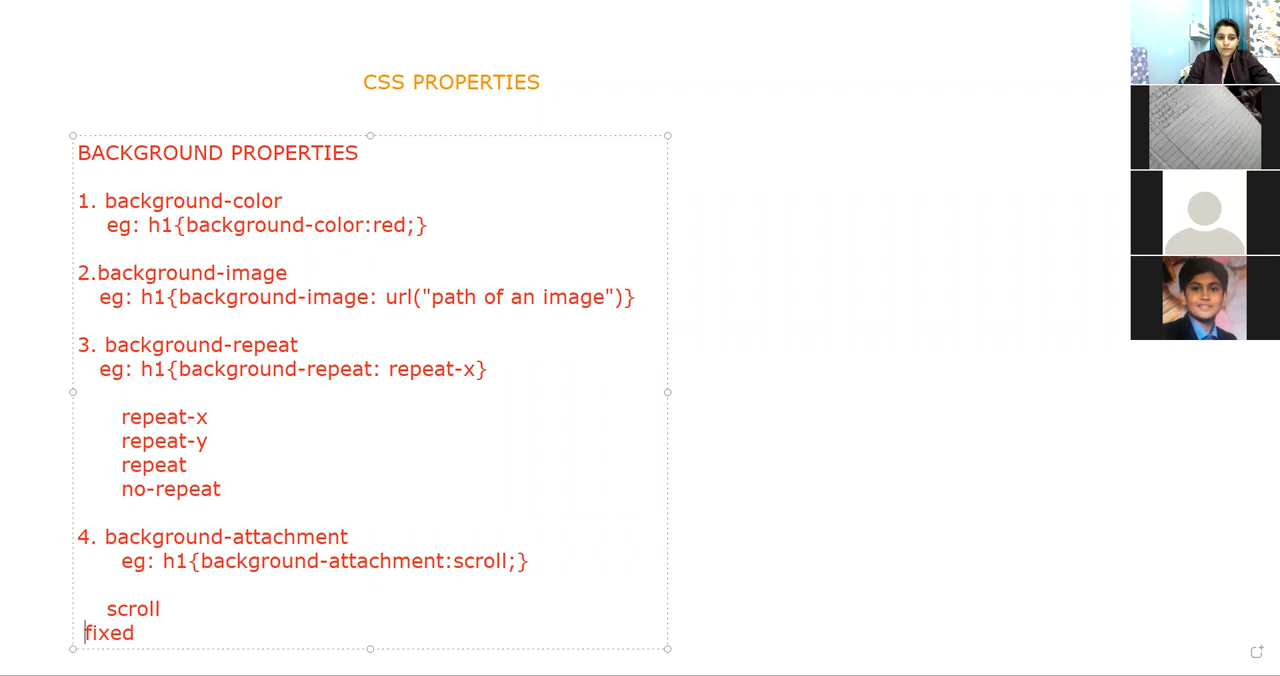 CSS PROPERTIES
BACKGROUND PROPERTIES
1. background-color
eg: h1{background-color:red;}
2.background-image
eg: h1{background-image: url("path of an image")}
3. background-repeat
eg: h1{background-repeat: repeat-x}
repeat-x
repeat-y
repeat
no-repeat
4. background-attachment
eg: h1{background-attachment:scroll;}
scroll
fixed